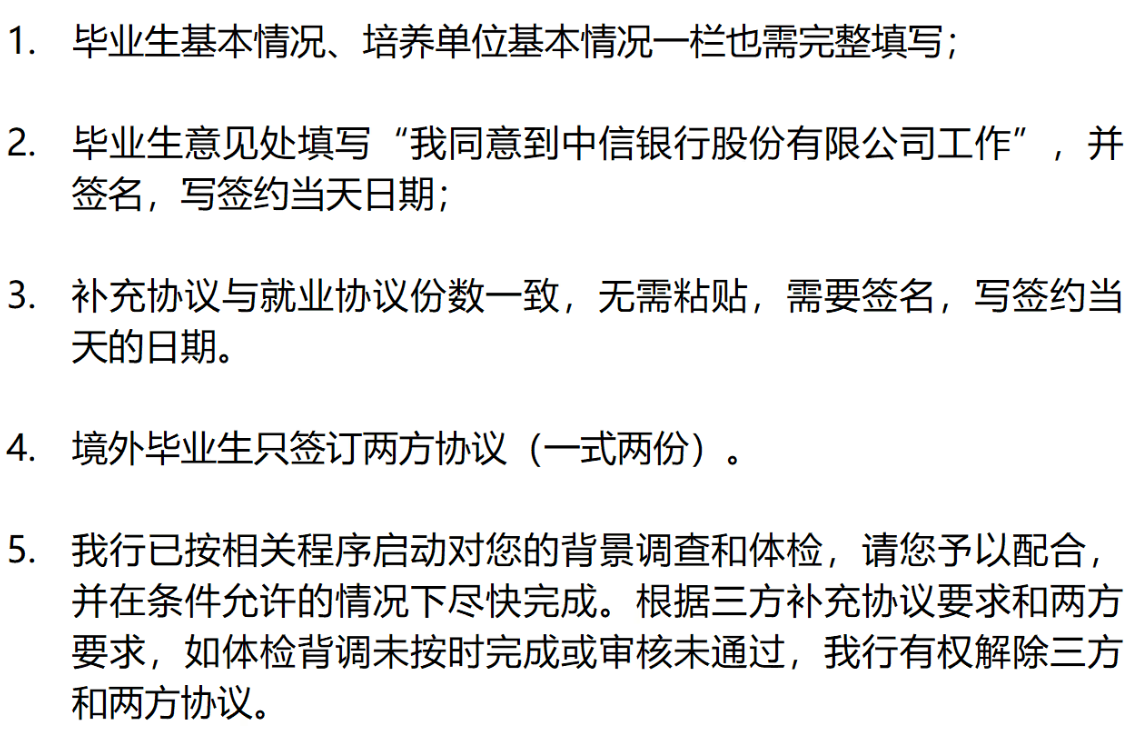 1. 毕业生基本情况、培养单位基本情况一栏也需完整填写；
2. 毕业生意见处填写“我同意到中信银行股份有限公司工作”，并
签名，写签约当天日期；
3. 补充协议与就业协议份数一致，无需粘贴，需要签名，写签约当
天的日期。
4. 境外毕业生只签订两方协议（一式两份）。
5. 我行已按相关程序启动对您的背景调查和体检，请您予以配合，
并在条件允许的情况下尽快完成。根据三方补充协议要求和两方
要求，如体检背调未按时完成或审核未通过，我行有权解除三方
和两方协议。